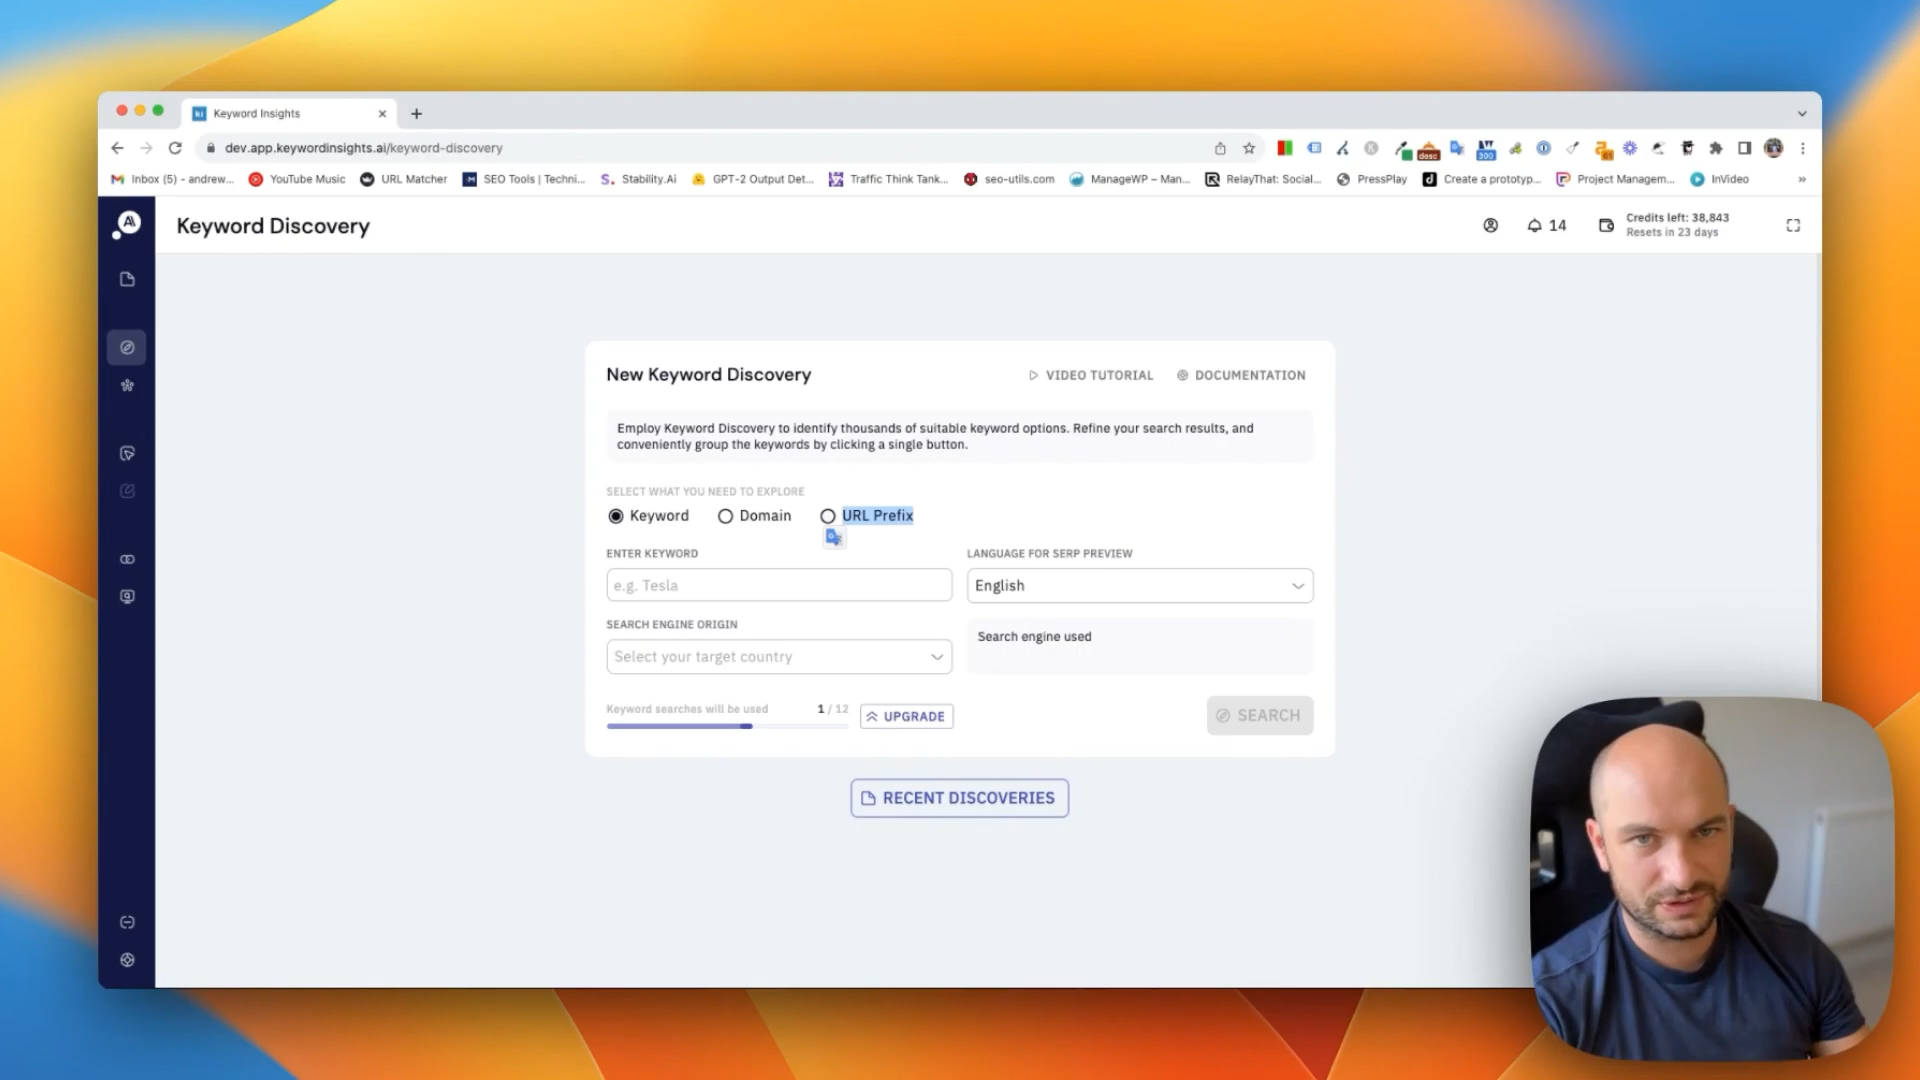 Keyword Insights
dev.app.keywordinsights.ai/keyword-discovery
desc
300
Inbox (5) - andrew...
YouTube Music
URL Matcher
SEO Tools | Techni...
Stability.Ai
GPT-2 Output Det...
Traffic Think Tank...
seo-utils.com
ManageWP – Man...
RelayThat: Social...
PressPlay
Create a prototyp...
Project Managem...
InVideo
»
Keyword Discovery
14
Credits left: 38,843
Resets in 23 days
New Keyword Discovery
VIDEO TUTORIAL
DOCUMENTATION
Employ Keyword Discovery to identify thousands of suitable keyword options. Refine your search results, and
conveniently group the keywords by clicking a single button.
SELECT WHAT YOU NEED TO EXPLORE
Keyword
Domain
URL Prefix
ENTER KEYWORD
LANGUAGE FOR SERP PREVIEW
e.g. Tesla
English
SEARCH ENGINE ORIGIN
Search engine used
Select your target country
Keyword searches will be used
1 / 12
UPGRADE
SEARCH
RECENT DISCOVERIES